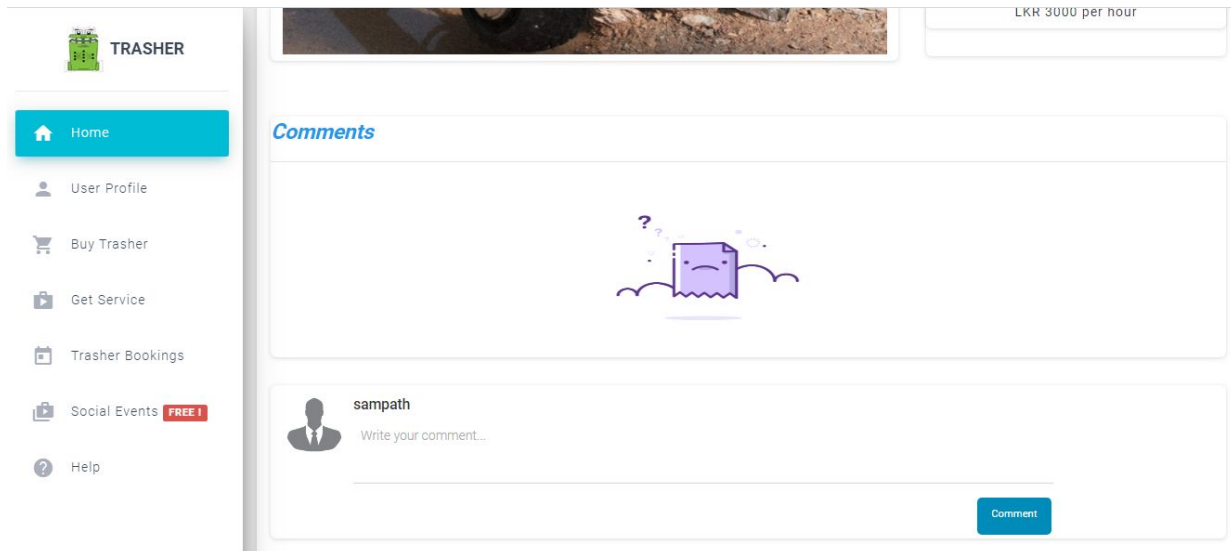 TRASHER
Home
User Profile
Buy Trasher
Get Service
Trasher Bookings
Social Events FREE !
Help
LKR 3000 per hour
Comments
? ?
sampath
Write your comment...
Comment